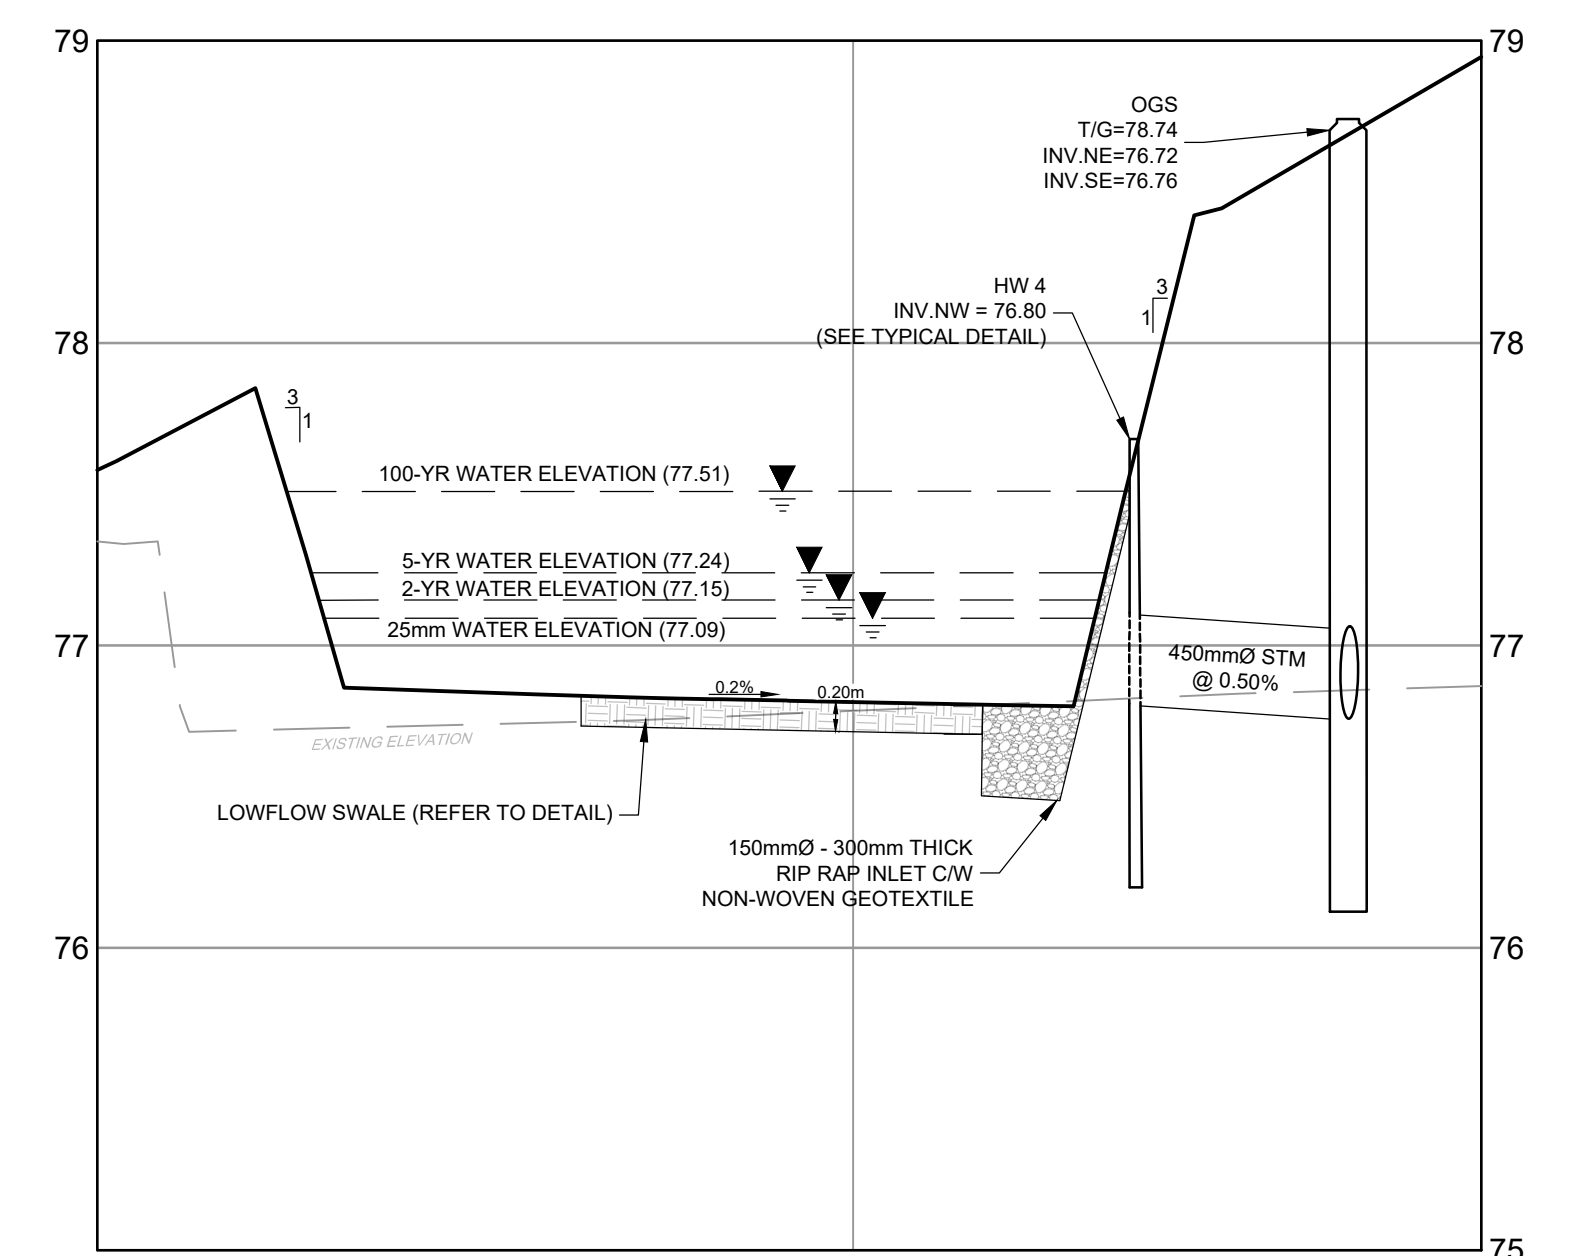 79
79
OGS
T/G=78.74
INV.NE=76.72
INV.SE=76.76
HW 4
INV.NW = 76.80
(SEE TYPICAL DETAIL)
3
1
78
78
3
1
100-YR WATER ELEVATION (77.51)
5-YR WATER ELEVATION (77.24)
2-YR WATER ELEVATION (77.15)
25mm WATER ELEVATION (77.09)
77
77
450mmØ STM
@ 0.50%
0.2%
0.20m
EXISTING ELEVATION
LOWFLOW SWALE (REFER TO DETAIL)
150mmØ - 300mm THICK
RIP RAP INLET C/W
NON-WOVEN GEOTEXTILE
76
76
75